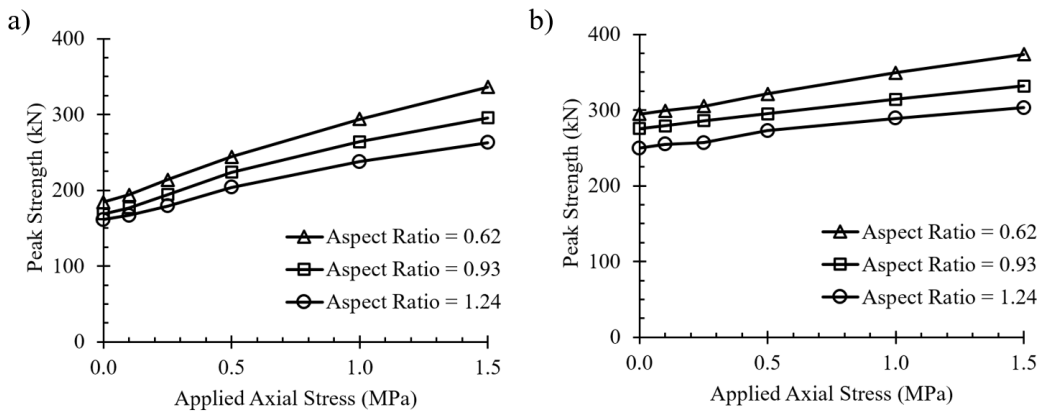 a)
400
300
200
100
0
Peak Strength (kN)
0.0 0.5 1.0 1.5
Applied Axial Stress (MPa)
Aspect Ratio = 0.62
Aspect Ratio = 0.93
Aspect Ratio = 1.24
b)
400
300
200
100
0
Peak Strength (kN)
0.0 0.5 1.0 1.5
Applied Axial Stress (MPa)
Aspect Ratio = 0.62
Aspect Ratio = 0.93
Aspect Ratio = 1.24